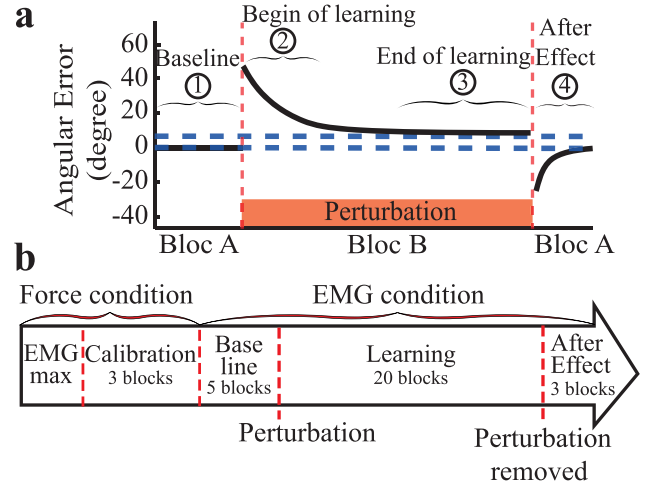 a
Begin of learning
②
Baseline
①
End of learning
③
After
Effect
④
Angular Error
(degree)
60
40
20
0
-20
-40
Perturbation
Bloc A
Bloc B
Bloc A
b
Force condition
EMG condition
EMG
max
Calibration
3 blocks
Base
line
5 blocks
Learning
20 blocks
After
Effect
3 blocks
Perturbation
Perturbation
removed